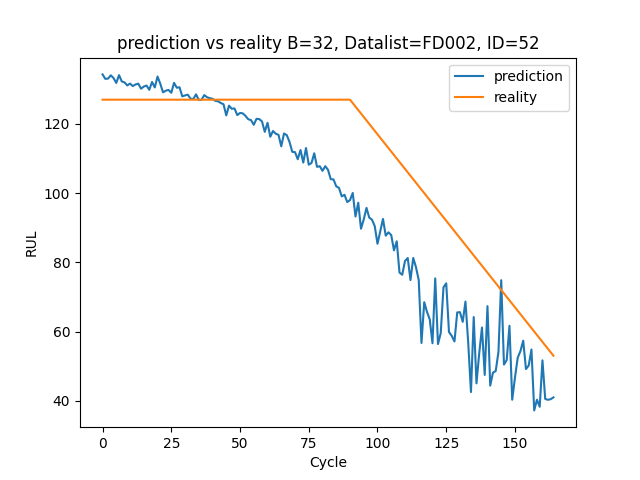 prediction vs reality B=32, Datalist=FD002, ID=52
prediction
reality
RUL
120
100
80
60
40
0 25 50 75 100 125 150
Cycle